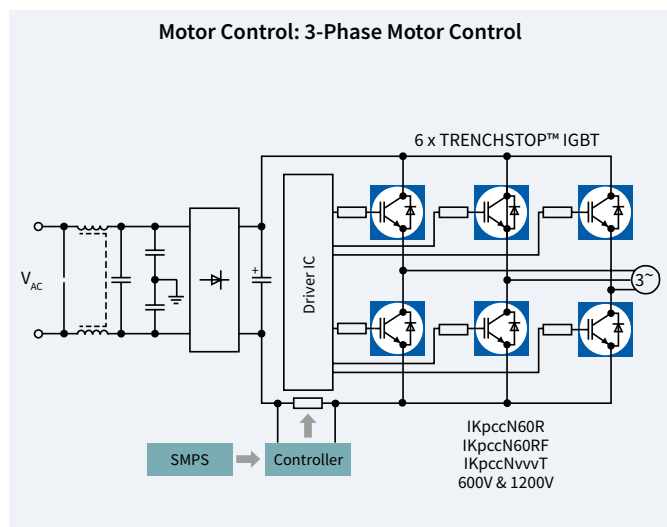 Motor Control: 3-Phase Motor Control
6 x TRENCHSTOP™ IGBT
Driver IC
V_AC
+
3~
SMPS
Controller
IKpccN60R
IKpccN60RF
IKpccNvvvT
600V & 1200V